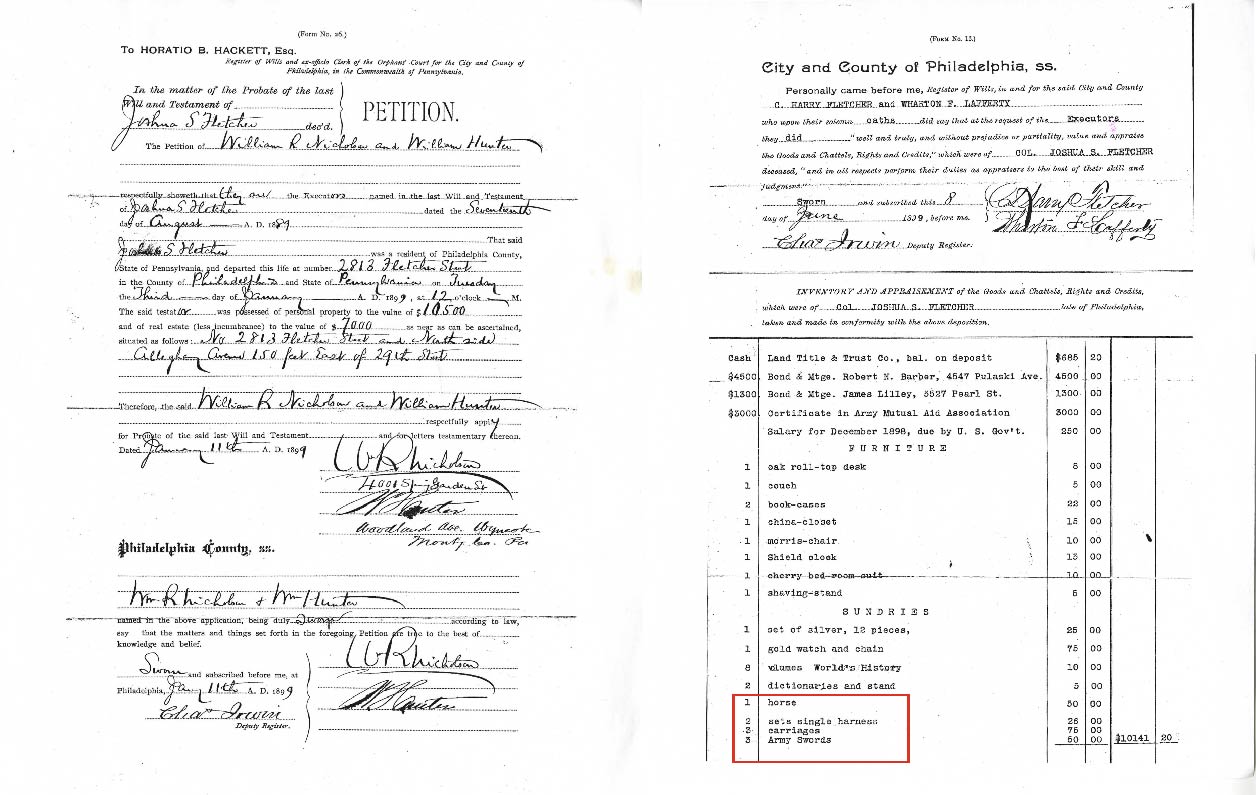 (Form No. 26.)
To HORATIO B. HACKETT, Esq.
Register of Wills and ex-officio Clerk of the Orphans' Court for the City and County of
Philadelphia, in the Commonwealth of Pennsylvania.
In the matter of the Probate of the last
Will and Testament of
Joshua S Fletcher dec'd.
PETITION.
The Petition of William R Nicholson and William Hunter
respectfully showeth that they are the Executors named in the last Will and Testament
of Joshua S Fletcher dated the Seventeenth
day of August A. D. 1889
That said
Joshua S Fletcher was a resident of Philadelphia County,
State of Pennsylvania, and departed this life at number 2813 Fletcher Street
in the County of Philadelphia and State of Pennsylvania on Tuesday
the Third day of January A. D. 1899, at 12 o'clock M.
The said testator was possessed of personal property to the value of $10500
and of real estate (less incumbrance) to the value of $7000 as near as can be ascertained,
situated as follows: No 2813 Fletcher Street and North side
Allegheny Avenue 150 feet East of 29th Street
Therefore, the said William R Nicholson and William Hunter
respectfully apply
for Probate of the said last Will and Testament and for letters testamentary thereon.
Dated January 11th A. D. 1899
W R Nicholson
4001 Spring Garden St
W Hunter
Woodland Ave. Wyncote
Montg. Co. Pa
Philadelphia County, ss.
Wm R Nicholson & Wm Hunter
named in the above application, being duly Sworn according to law,
say that the matters and things set forth in the foregoing Petition are true to the best of
knowledge and belief.
W R Nicholson
Sworn and subscribed before me, at
Philadelphia, Jany 11th A. D. 1899
W Hunter
Chas Irwin
Deputy Register.
(FORM No. 15.)
City and County of Philadelphia, ss.
Personally came before me, Register of Wills, in and for the said City and County
C. HARRY FLETCHER and WHARTON F. LAFFERTY
who upon their solemn oaths did say that at the request of the Executors
they did "well and truly, and without prejudice or partiality, value and appraise
the Goods and Chattels, Rights and Credits," which were of COL. JOSHUA S. FLETCHER
deceased, "and in all respects perform their duties as appraisers to the best of their skill and
judgment."
Sworn and subscribed this 8
C Harry Fletcher
day of June 1899, before me.
Wharton F Lafferty
Chas Irwin Deputy Register.
INVENTORY AND APPRAISEMENT of the Goods and Chattels, Rights and Credits,
which were of Col. JOSHUA S. FLETCHER late of Philadelphia,
taken and made in conformity with the above deposition.
Cash Land Title & Trust Co., bal. on deposit $685 20
$4500 Bond & Mtge. Robert N. Barber, 4547 Pulaski Ave. 4500 00
$1300 Bond & Mtge. James Lilley, 3527 Pearl St. 1300 00
$3000 Certificate in Army Mutual Aid Association 3000 00
Salary for December 1898, due by U. S. Gov't. 250 00
FURNITURE
1 oak roll-top desk 8 00
1 couch 5 00
2 book-cases 22 00
1 china-closet 15 00
1 morris-chair 10 00
1 Shield clock 15 00
1 cherry bed-room suit 10 00
1 shaving-stand 5 00
SUNDRIES
1 set of silver, 12 pieces, 25 00
1 gold watch and chain 75 00
8 volumes World's History 10 00
2 dictionaries and stand 5 00
1 horse 50 00
2 sets single harness 26 00
3 carriages 75 00
3 Army Swords 50 00 $10141 20